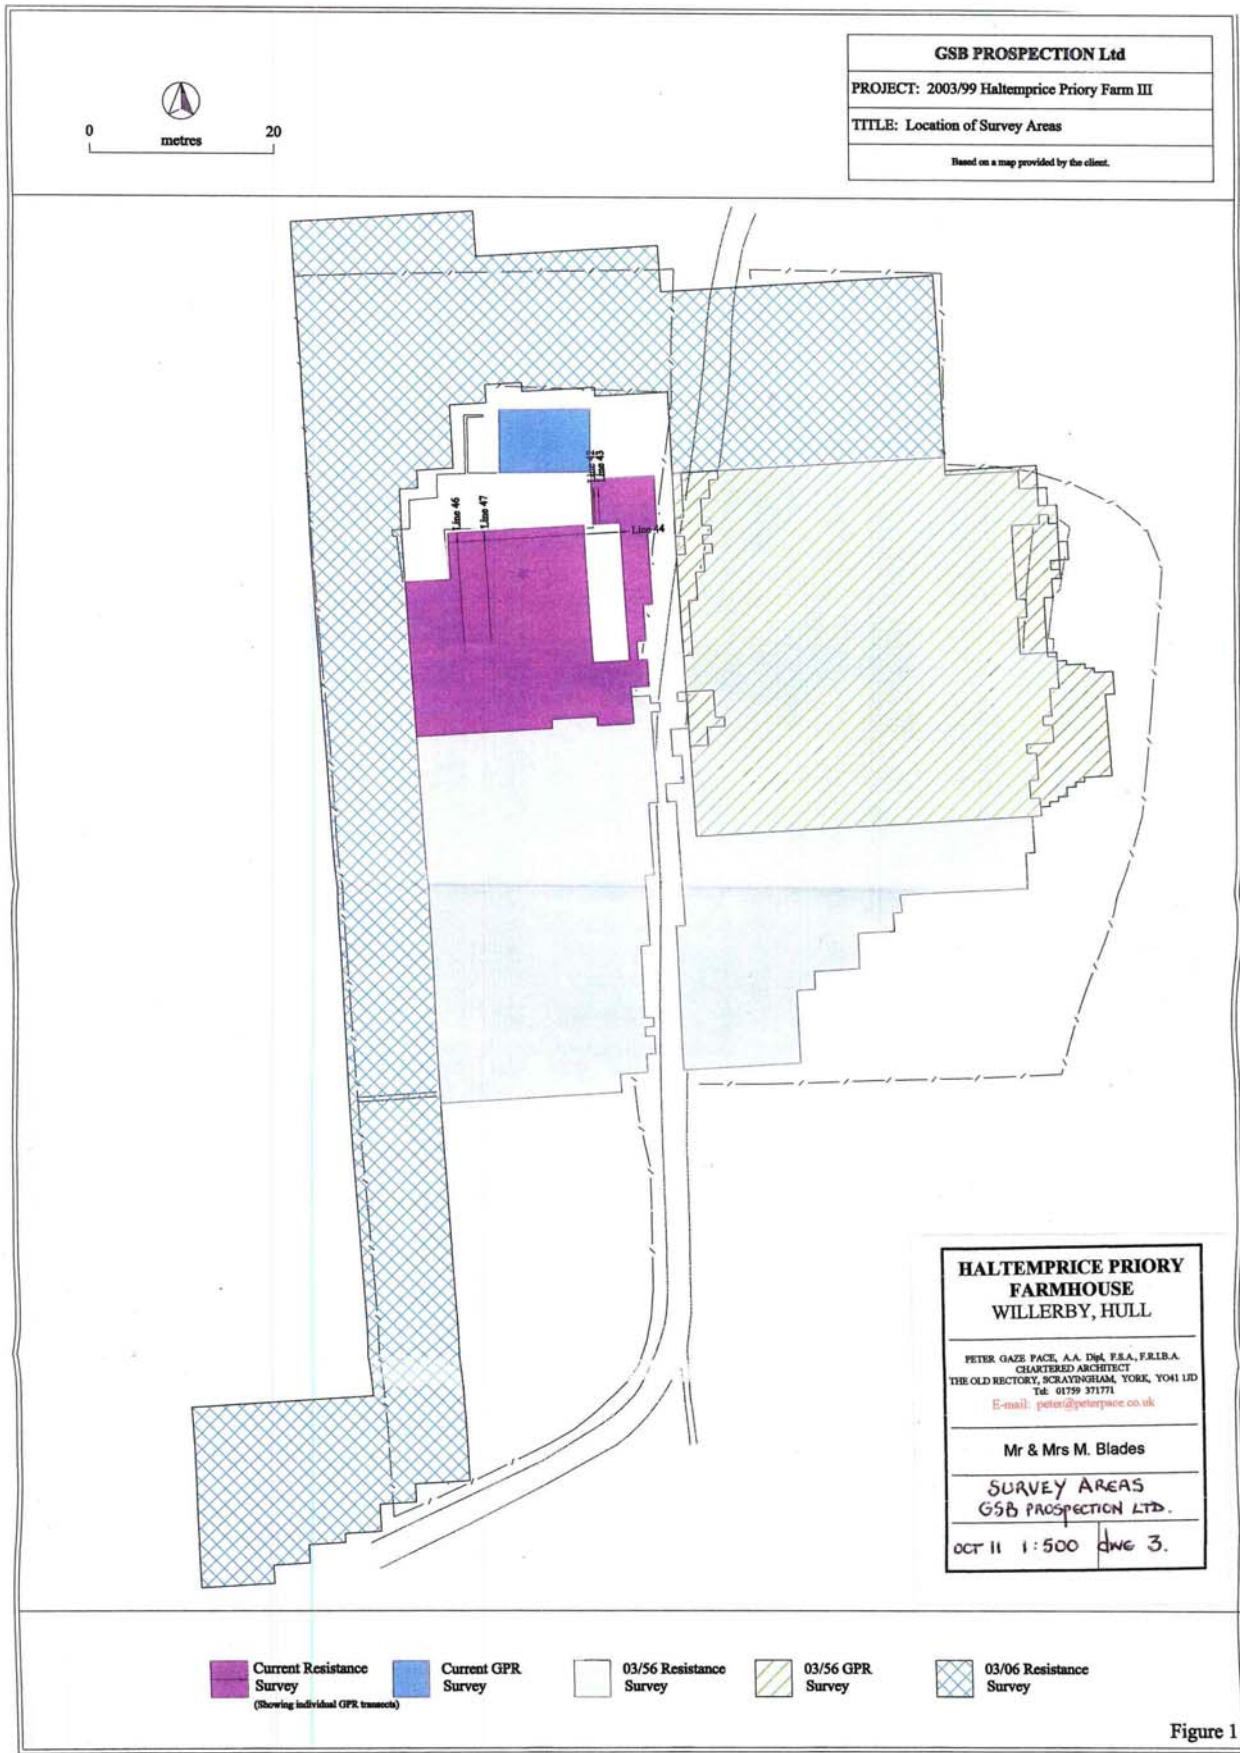 GSB PROSPECTION Ltd
PROJECT: 2003/99 Haltemprice Priory Farm III
TITLE: Location of Survey Areas
Based on a map provided by the client.
0 20
metres
Line 42
Line 43
Line 46
Line 47
Line 44
HALTEMPRICE PRIORY
FARMHOUSE
WILLERBY, HULL
PETER GAZE PACE, A.A. Dipl, F.S.A., F.R.I.B.A.
CHARTERED ARCHITECT
THE OLD RECTORY, SCRAYINGHAM, YORK, YO41 1JD
Tel: 01759 371771
E-mail: peter@peterpace.co.uk
Mr & Mrs M. Blades
SURVEY AREAS
GSB PROSPECTION LTD.
OCT 11 1:500 dwg 3.
Current Resistance
Survey
(Showing individual GPR transects)
Current GPR
Survey
03/56 Resistance
Survey
03/56 GPR
Survey
03/06 Resistance
Survey
Figure 1